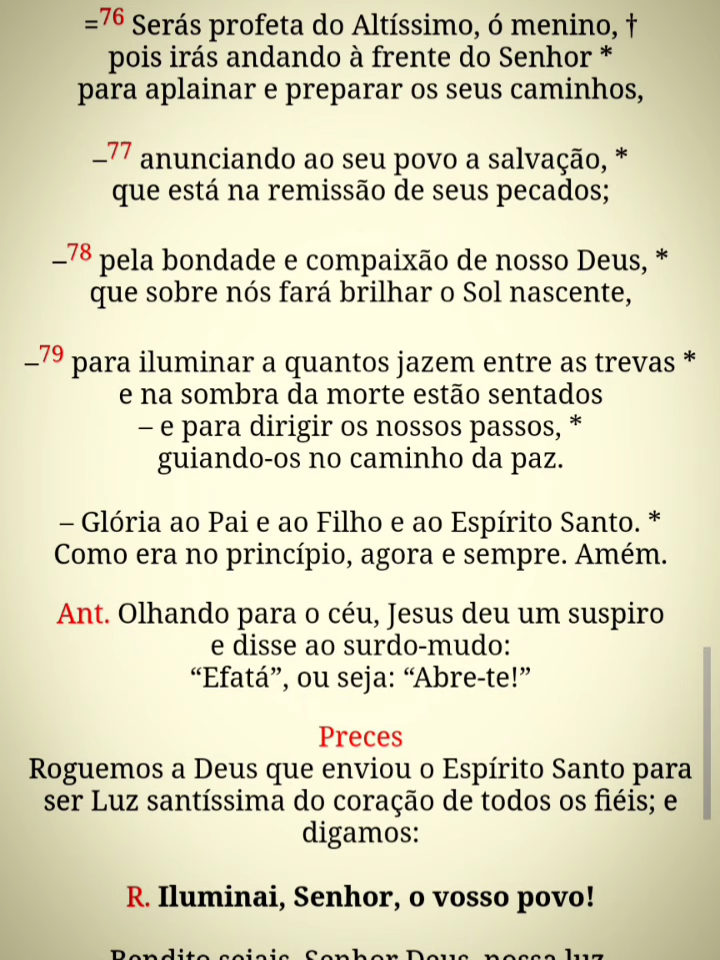 =76 Serás profeta do Altíssimo, ó menino, †
pois irás andando à frente do Senhor *
para aplainar e preparar os seus caminhos,
–77 anunciando ao seu povo a salvação, *
que está na remissão de seus pecados;
–78 pela bondade e compaixão de nosso Deus, *
que sobre nós fará brilhar o Sol nascente,
–79 para iluminar a quantos jazem entre as trevas *
e na sombra da morte estão sentados
– e para dirigir os nossos passos, *
guiando-os no caminho da paz.
– Glória ao Pai e ao Filho e ao Espírito Santo. *
Como era no princípio, agora e sempre. Amém.
Ant. Olhando para o céu, Jesus deu um suspiro
e disse ao surdo-mudo:
“Efatá”, ou seja: “Abre-te!”
Preces
Roguemos a Deus que enviou o Espírito Santo para
ser Luz santíssima do coração de todos os fiéis; e
digamos:
R. Iluminai, Senhor, o vosso povo!
Bendito sejais, Senhor Deus, nossa luz